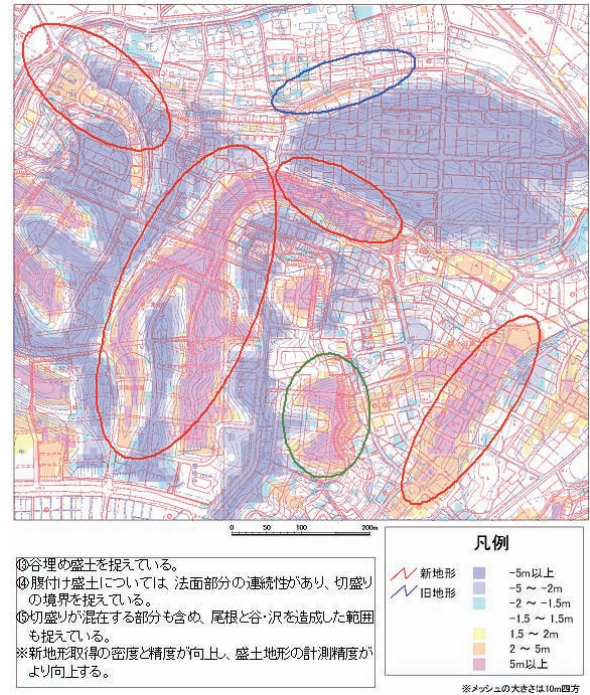 0 50 100 200m
⑬谷埋め盛土を捉えている。
⑭腹付け盛土については、法面部分の連続性があり、切盛り
の境界を捉えている。
⑮切盛りが混在する部分も含め、尾根と谷・沢を造成した範囲
も捉えている。
※新地形取得の密度と精度が向上し、盛土地形の計測精度が
より向上する。
凡例
新地形
旧地形
-5m以上
-5 ～ -2m
-2 ～ -1.5m
-1.5 ～ 1.5m
1.5 ～ 2m
2 ～ 5m
5m以上
※メッシュの大きさは10m四方